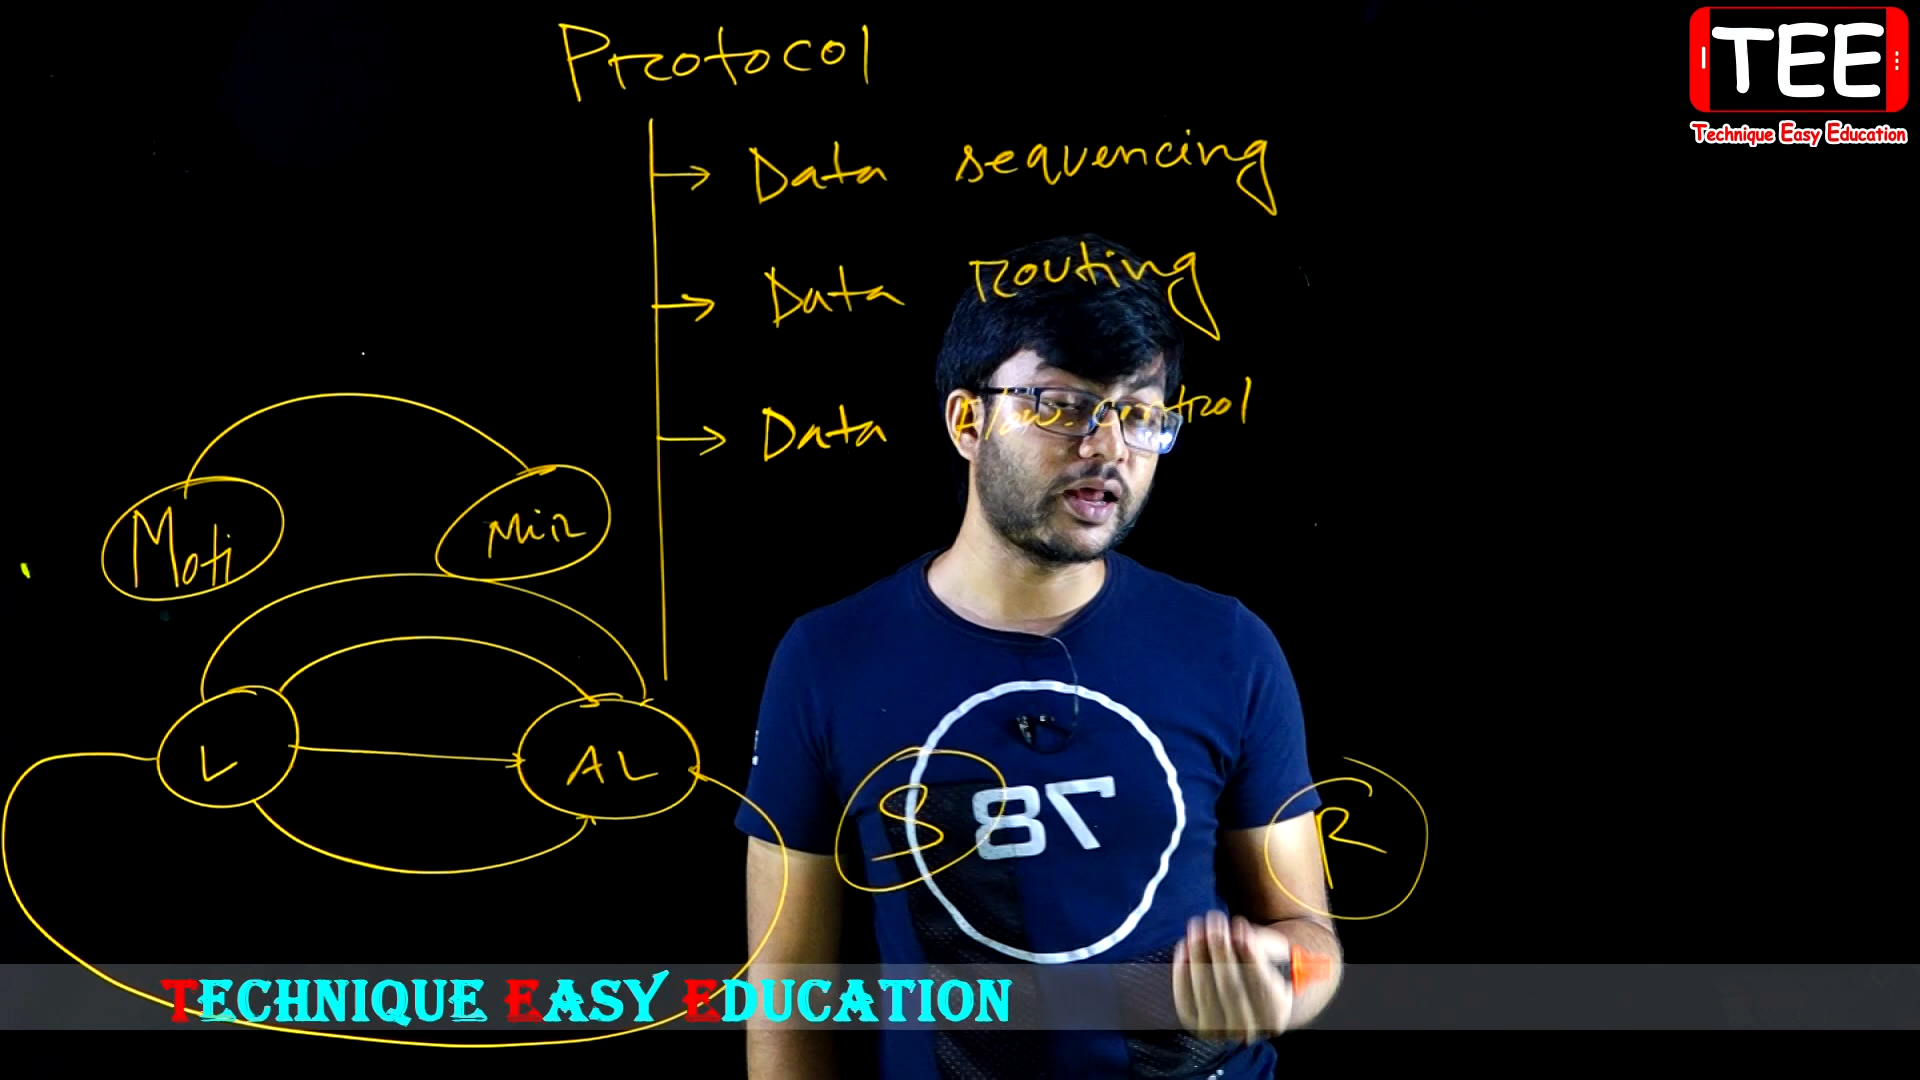 Protocol
TEE
Technique Easy Education
Data sequencing
Data routing
Data flow control
Moti
Mir
L
AL
S
R
78
TECHNIQUE EASY EDUCATION